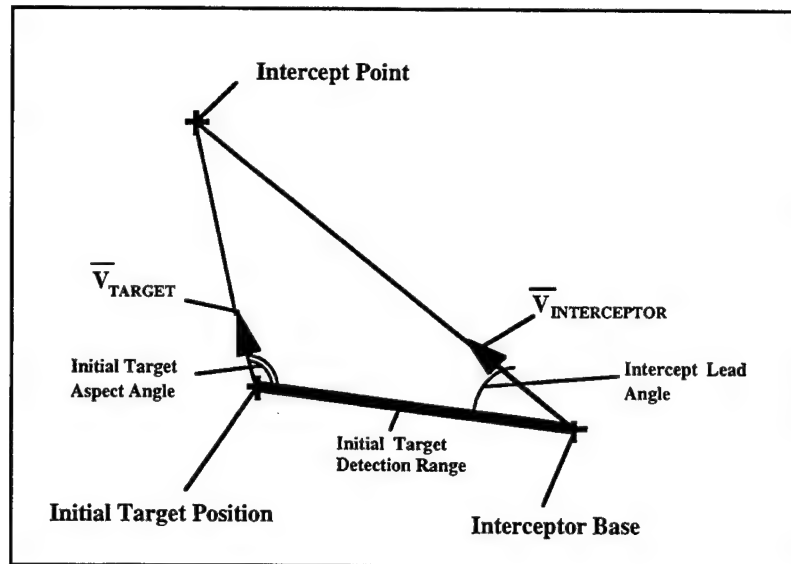 Intercept Point
V TARGET
V INTERCEPTOR
Initial Target
Aspect Angle
Intercept Lead
Angle
Initial Target
Detection Range
Initial Target Position
Interceptor Base